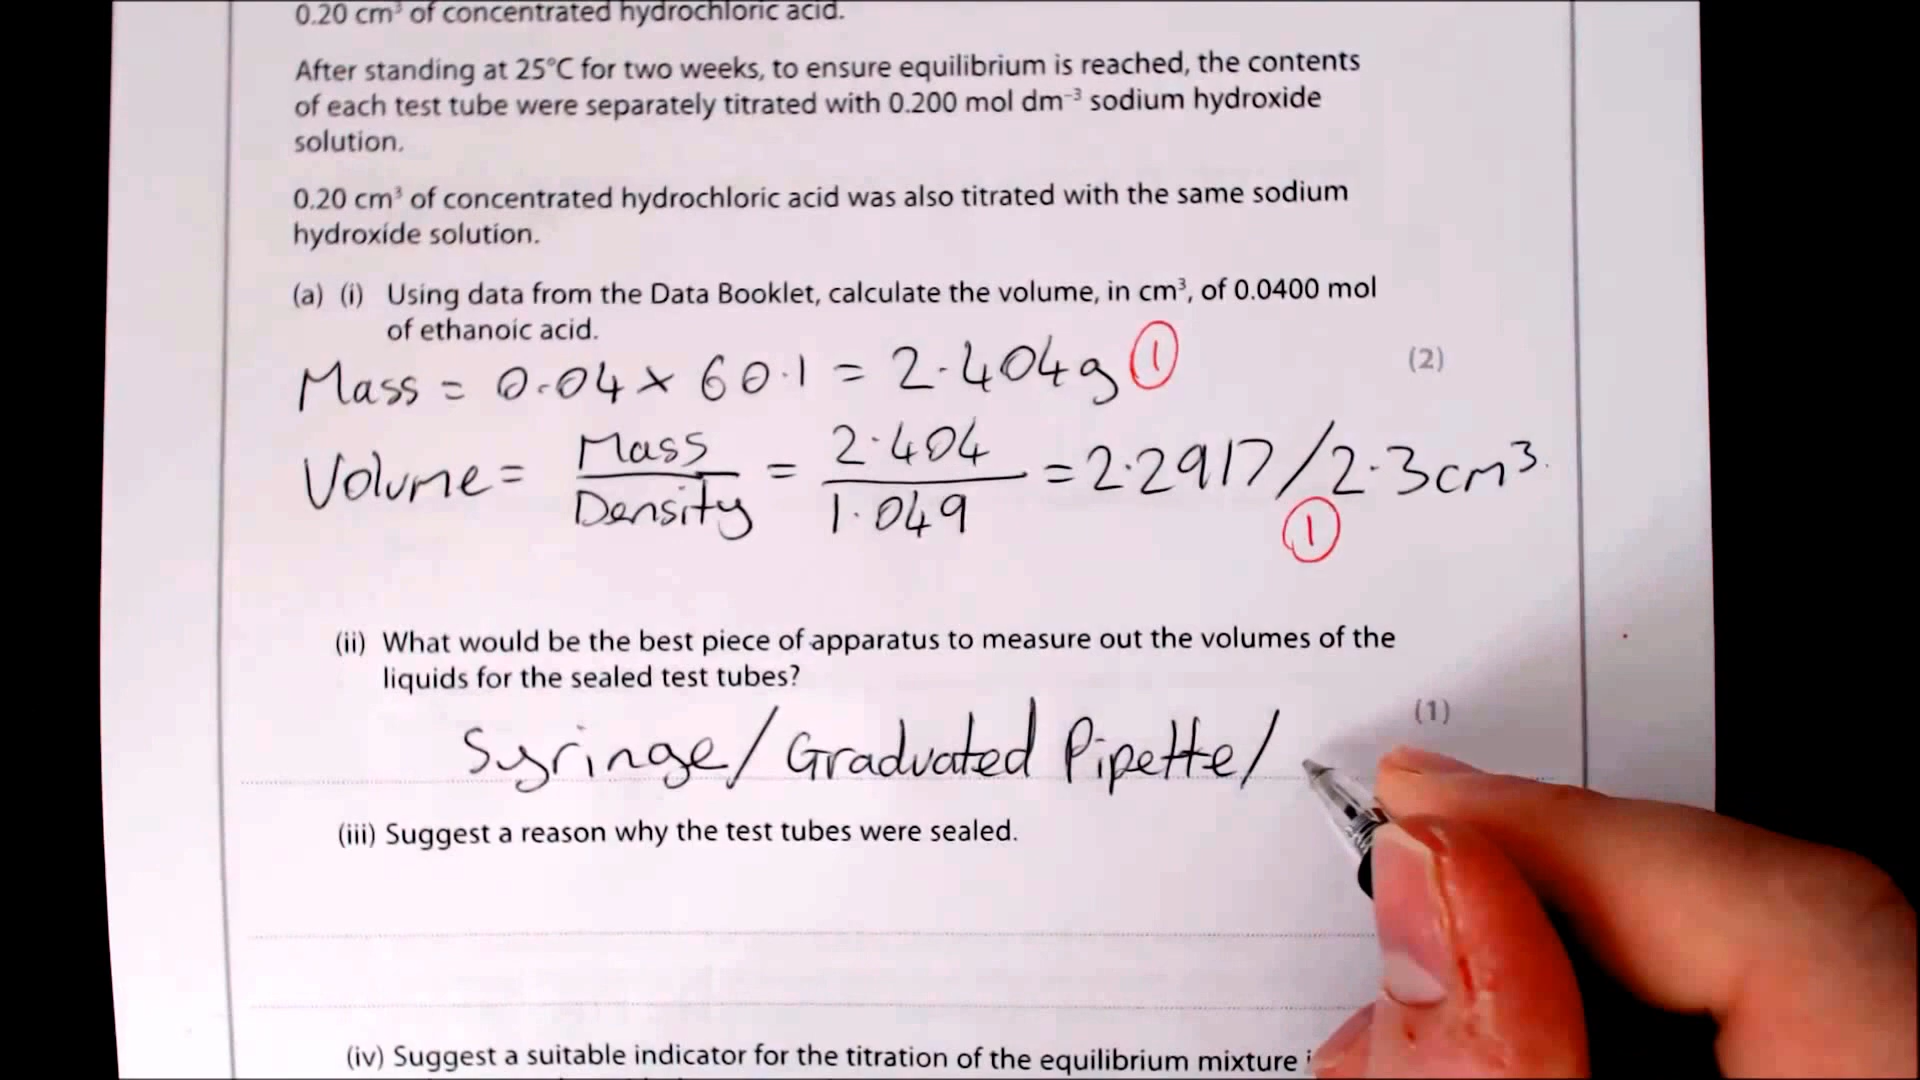 0.20 cm³ of concentrated hydrochloric acid.
After standing at 25°C for two weeks, to ensure equilibrium is reached, the contents
of each test tube were separately titrated with 0.200 mol dm⁻³ sodium hydroxide
solution.
0.20 cm³ of concentrated hydrochloric acid was also titrated with the same sodium
hydroxide solution.
(a) (i) Using data from the Data Booklet, calculate the volume, in cm³, of 0.0400 mol
of ethanoic acid.
(2)
Mass = 0.04 × 60.1 = 2.404g 1
Volume = Mass / Density = 2.404 / 1.049 = 2.2917 / 2.3cm³.
1
(ii) What would be the best piece of apparatus to measure out the volumes of the
liquids for the sealed test tubes?
(1)
Syringe / Graduated Pipette /
(iii) Suggest a reason why the test tubes were sealed.
(iv) Suggest a suitable indicator for the titration of the equilibrium mixture